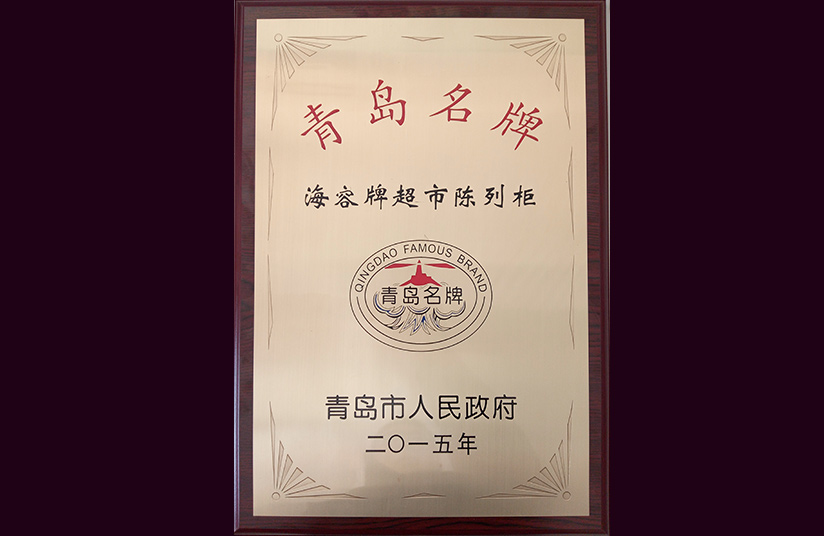 青岛名牌
海容牌超市陈列柜
QINGDAO FAMOUS BRAND
青岛名牌
青岛市人民政府
二〇一五年